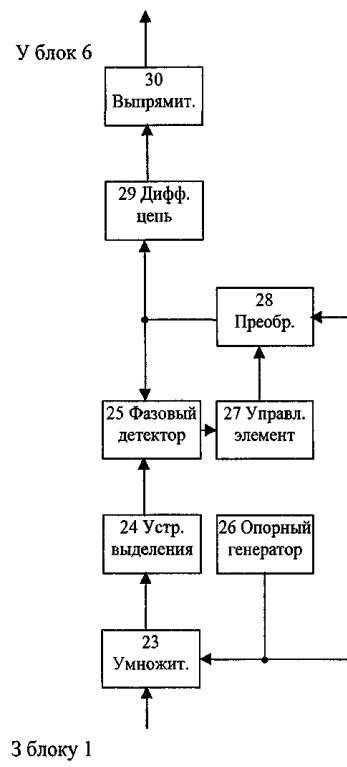 У блок 6
30
Выпрямит.
29 Дифф.
цепь
28
Преобр.
25 Фазовый
детектор
27 Управл.
элемент
24 Устр.
выделения
26 Опорный
генератор
23
Умножит.
З блоку 1